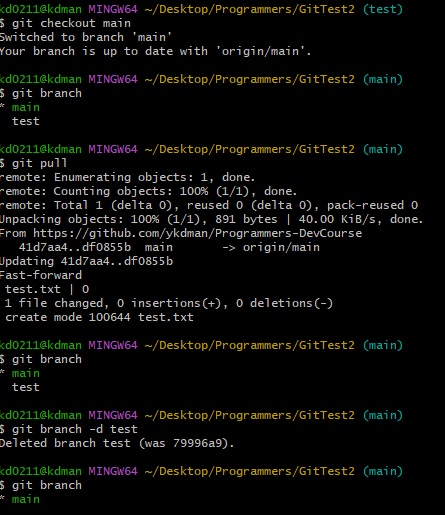 kd0211@kdman MINGW64 ~/Desktop/Programmers/GitTest2 (test)
$ git checkout main
Switched to branch 'main'
Your branch is up to date with 'origin/main'.
kd0211@kdman MINGW64 ~/Desktop/Programmers/GitTest2 (main)
$ git branch
* main
  test
kd0211@kdman MINGW64 ~/Desktop/Programmers/GitTest2 (main)
$ git pull
remote: Enumerating objects: 1, done.
remote: Counting objects: 100% (1/1), done.
remote: Total 1 (delta 0), reused 0 (delta 0), pack-reused 0
Unpacking objects: 100% (1/1), 891 bytes | 40.00 KiB/s, done.
From https://github.com/ykdman/Programmers-DevCourse
   41d7aa4..df0855b  main       -> origin/main
Updating 41d7aa4..df0855b
Fast-forward
 test.txt | 0
 1 file changed, 0 insertions(+), 0 deletions(-)
 create mode 100644 test.txt
kd0211@kdman MINGW64 ~/Desktop/Programmers/GitTest2 (main)
$ git branch
* main
  test
kd0211@kdman MINGW64 ~/Desktop/Programmers/GitTest2 (main)
$ git branch -d test
Deleted branch test (was 79996a9).
kd0211@kdman MINGW64 ~/Desktop/Programmers/GitTest2 (main)
$ git branch
* main